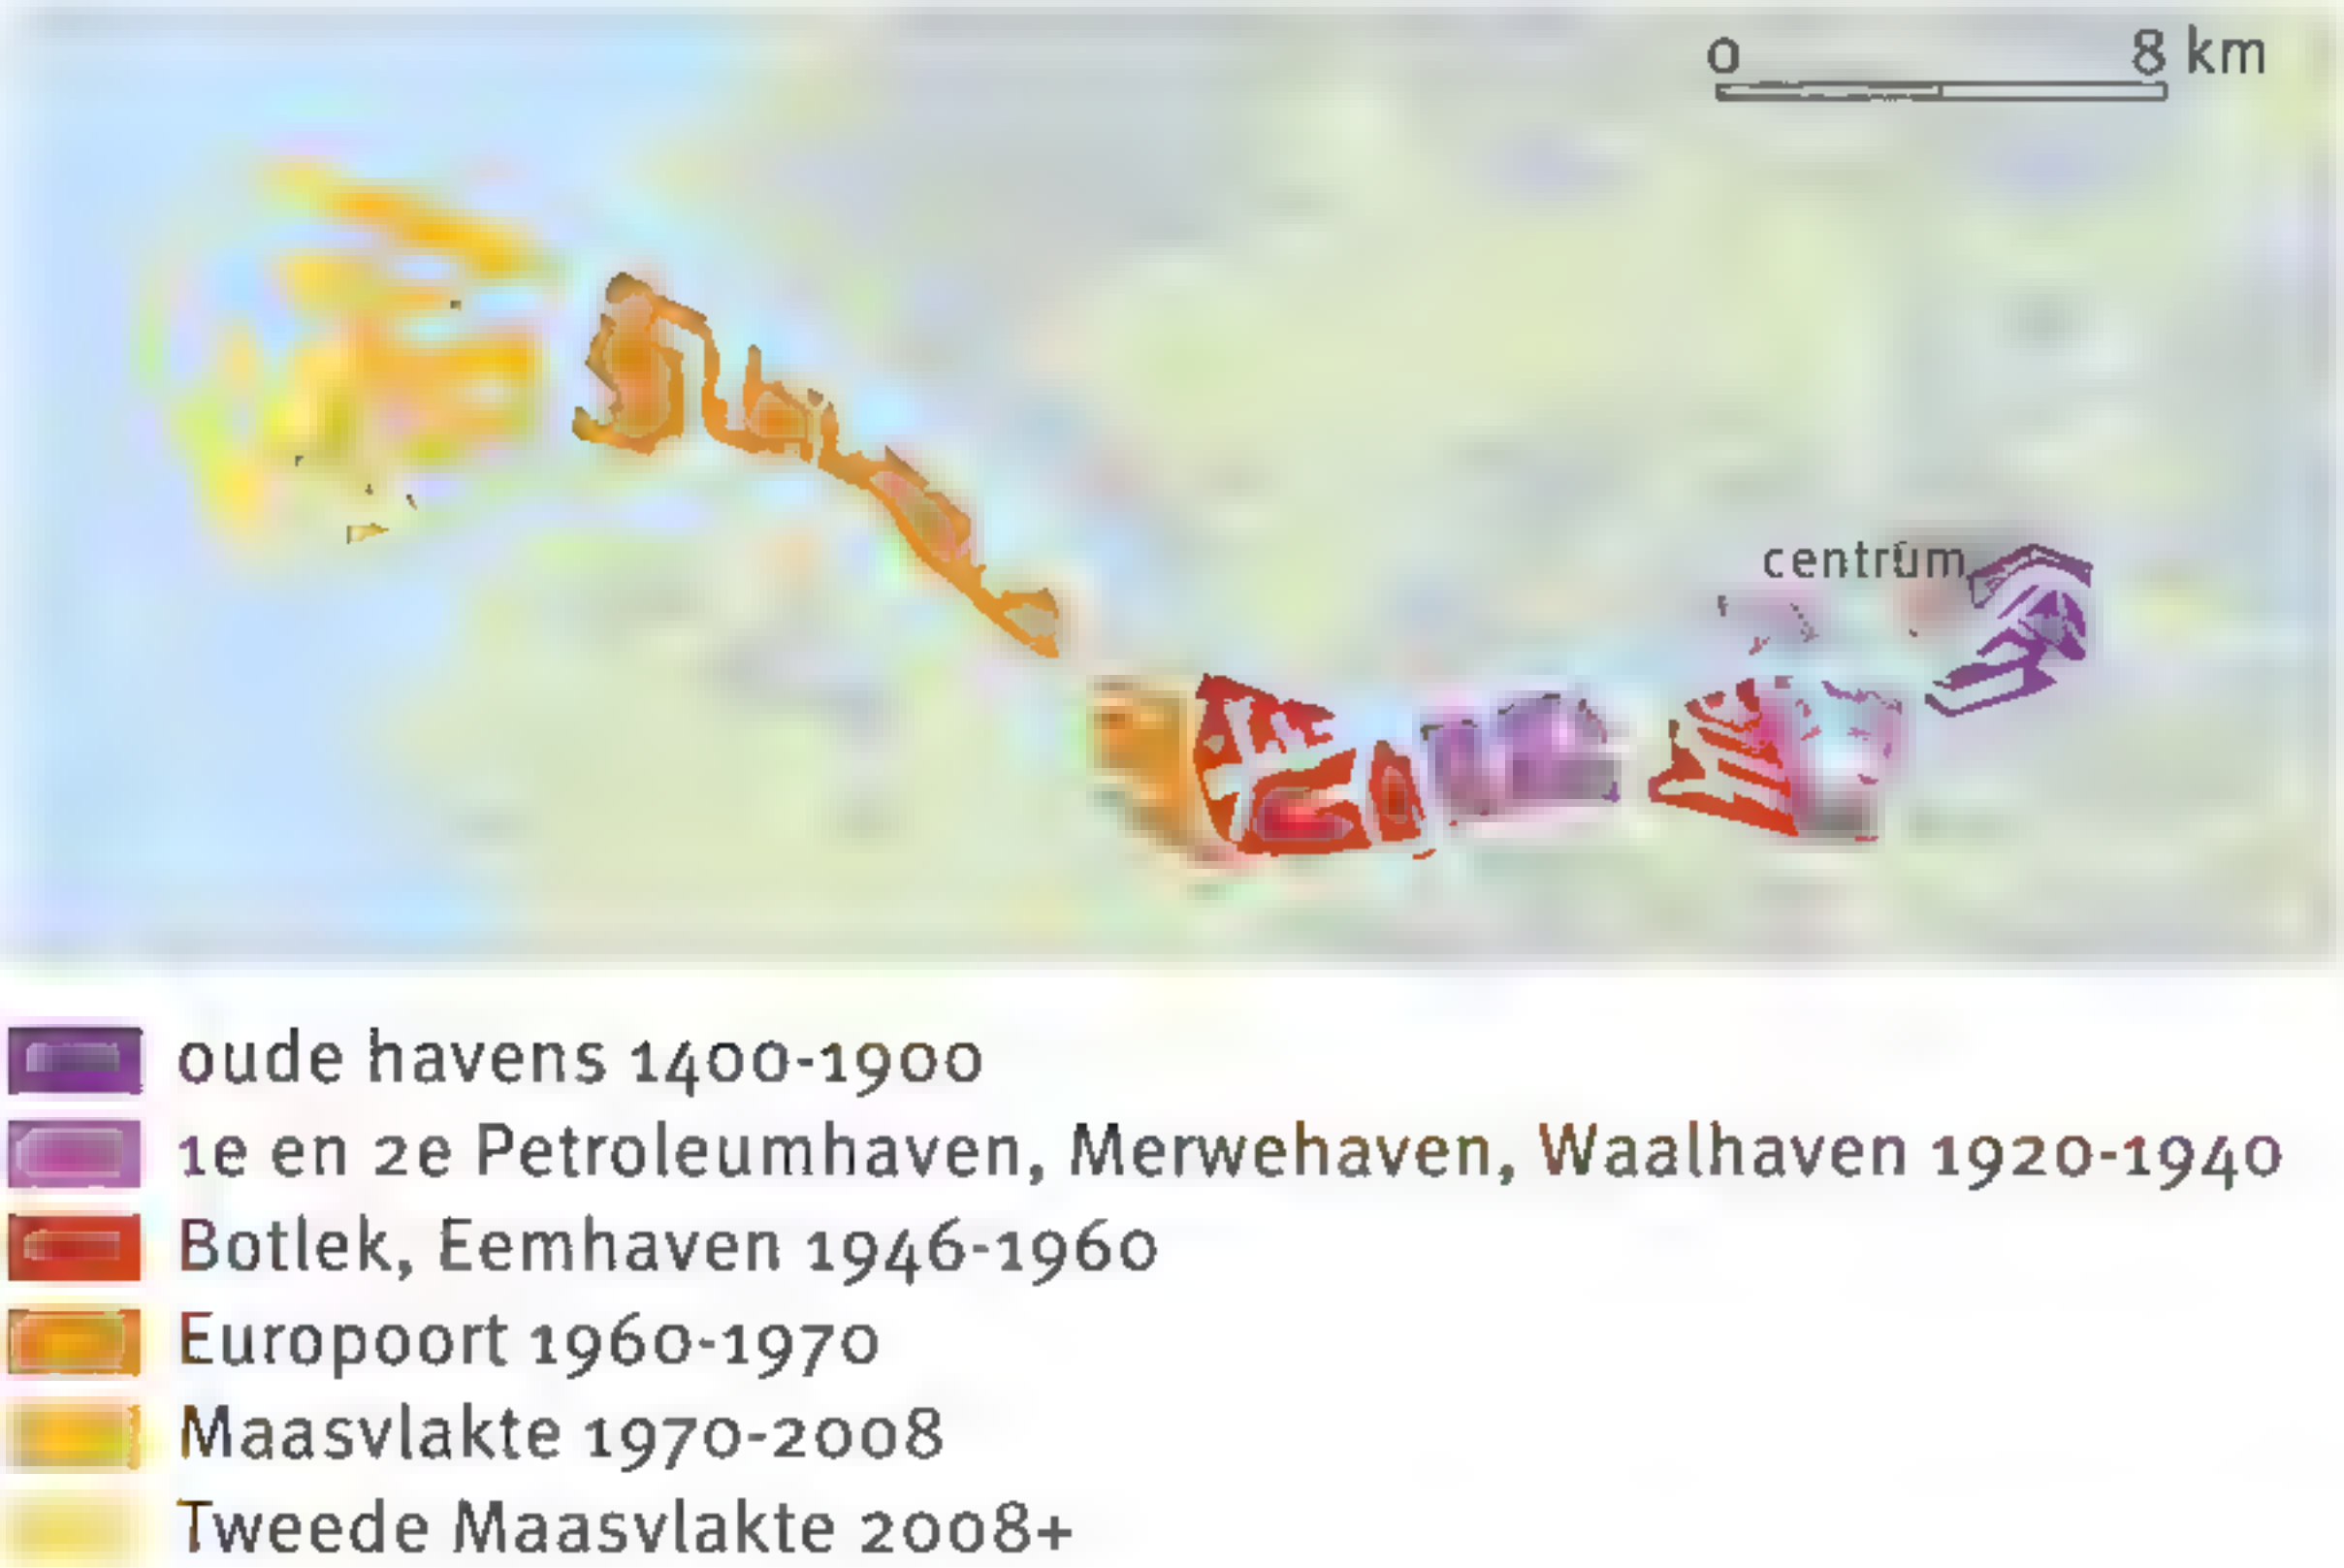 0 8 km
centrum
oude havens 1400-1900
1e en 2e Petroleumhaven, Merwehaven, Waalhaven 1920-1940
Botlek, Eemhaven 1946-1960
Europoort 1960-1970
Maasvlakte 1970-2008
Tweede Maasvlakte 2008+